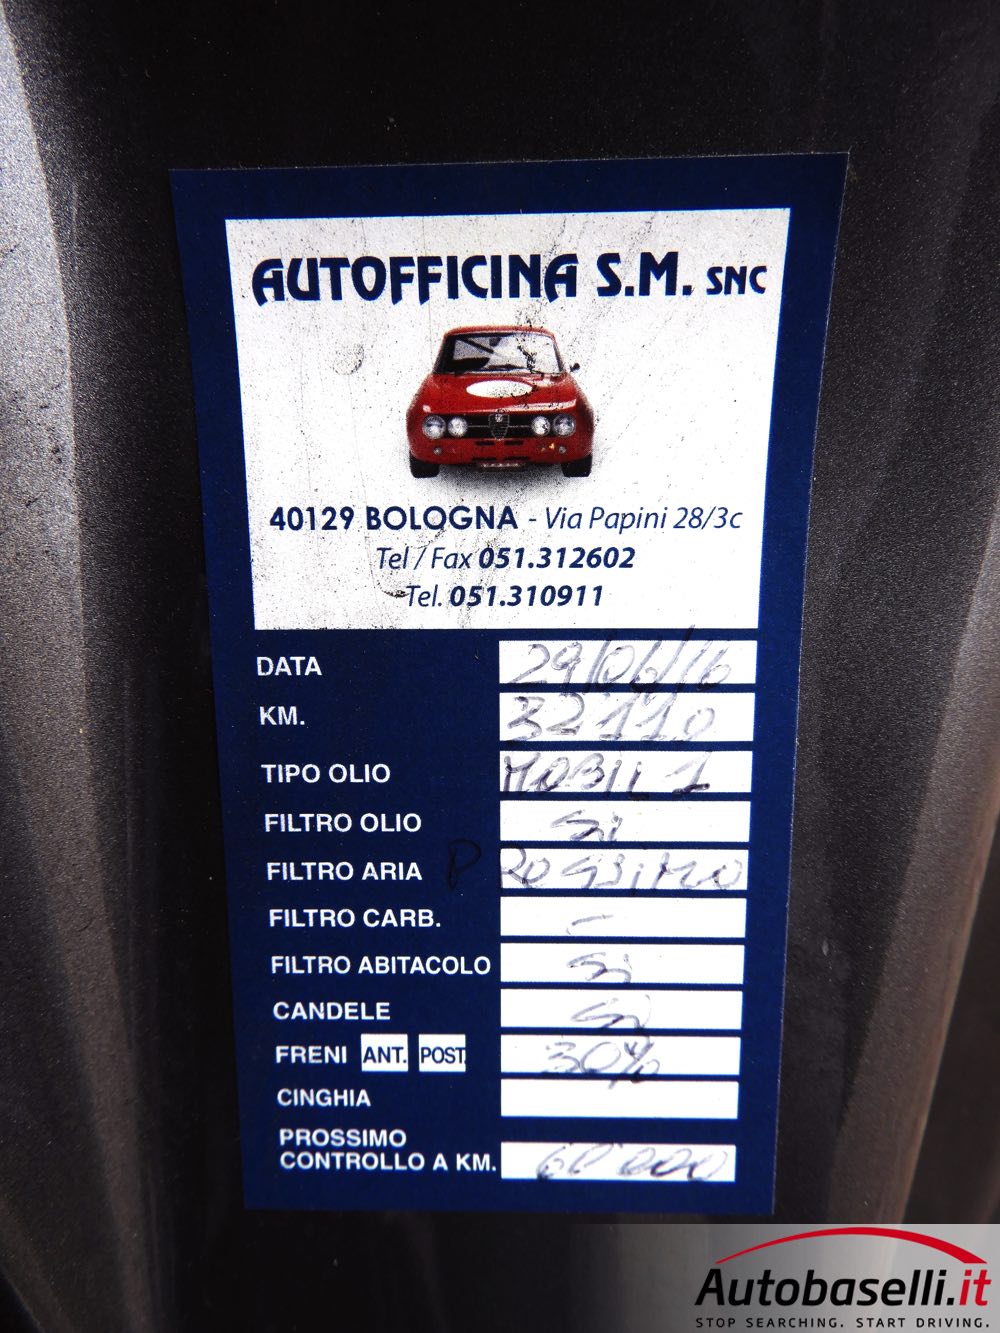 AUTOFFICINA S.M. SNC
40129 BOLOGNA - Via Papini 28/3c
Tel / Fax 051.312602
Tel. 051.310911
DATA 29/06/16
KM. 32110
TIPO OLIO MOBIL 1
FILTRO OLIO Si
FILTRO ARIA PROSSiMO
FILTRO CARB. -
FILTRO ABITACOLO Si
CANDELE Si
FRENI ANT. POST. 30%
CINGHIA
PROSSIMO
CONTROLLO A KM. 60000
Autobaselli.it
STOP SEARCHING. START DRIVING.